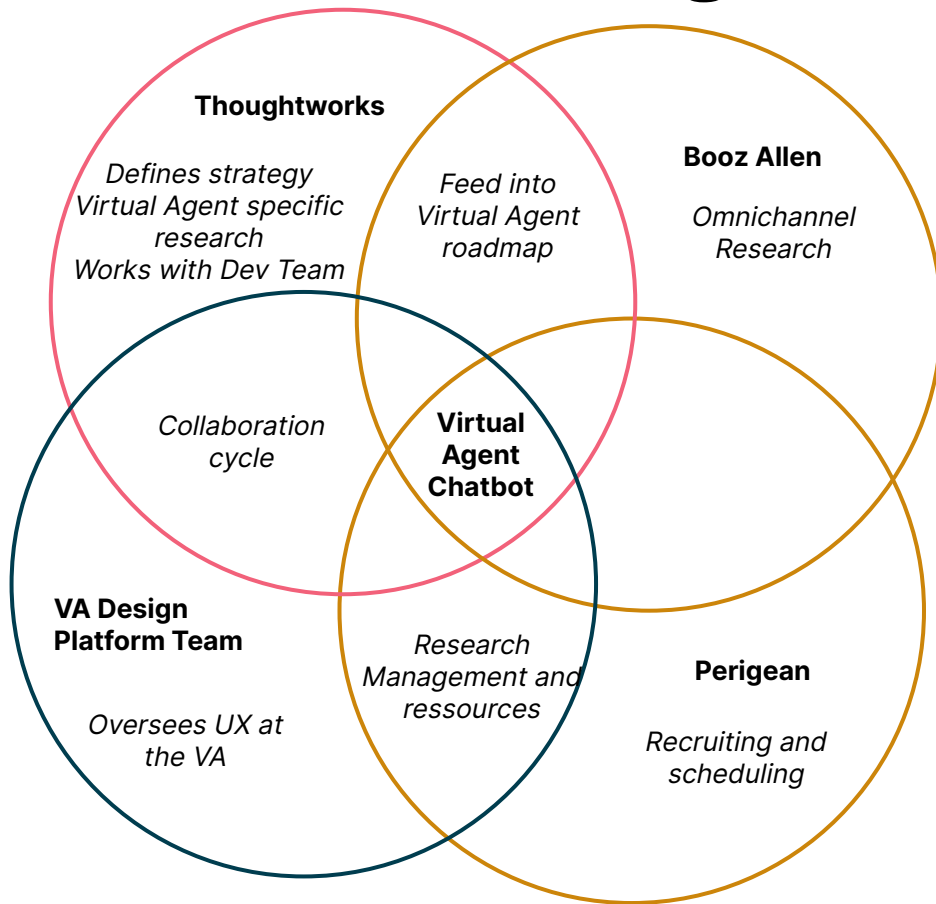 Thoughtworks
Defines strategy
Virtual Agent specific
research
Works with Dev Team
Feed into
Virtual Agent
roadmap
Booz Allen
Omnichannel
Research
Collaboration
cycle
Virtual
Agent
Chatbot
VA Design
Platform Team
Oversees UX at
the VA
Research
Management and
ressources
Perigean
Recruiting and
scheduling